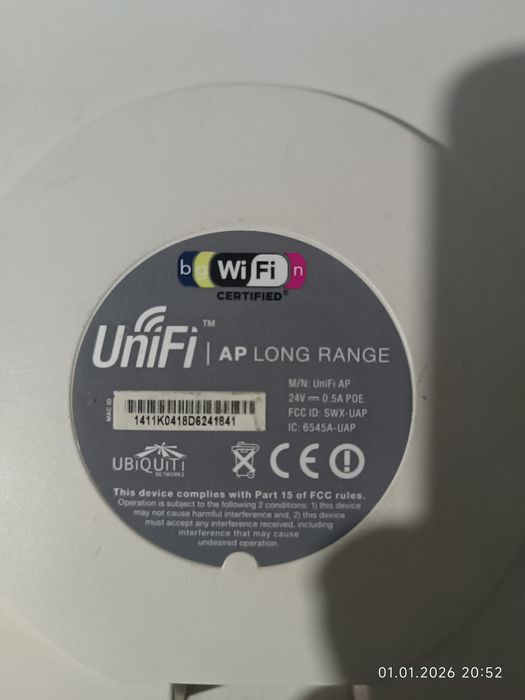 b g WiFi n
CERTIFIED®
UniFi™ | AP LONG RANGE
M/N: UniFi AP
24V ⎓ 0.5A POE
FCC ID: SWX-UAP
IC: 6545A-UAP
MAC ID
1411K0418D6241841
UBiQUiTi
NETWORKS
CE
This device complies with Part 15 of FCC rules.
Operation is subject to the following 2 conditions: 1) this device
may not cause harmful interference and, 2) this device
must accept any interference received, including
interference that may cause
undesired operation.
01.01.2026 20:52